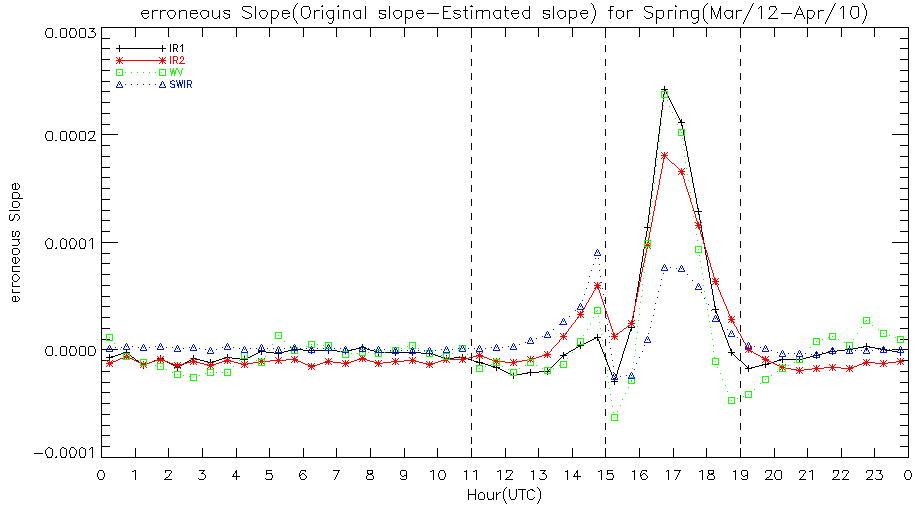 erroneous Slope(Original slope-Estimated slope) for Spring(Mar/12-Apr/10)
0.0003
IR1
IR2
WV
SWIR
0.0002
0.0001
0.0000
-0.0001
erroneous Slope
0 1 2 3 4 5 6 7 8 9 10 11 12 13 14 15 16 17 18 19 20 21 22 23 0
Hour(UTC)